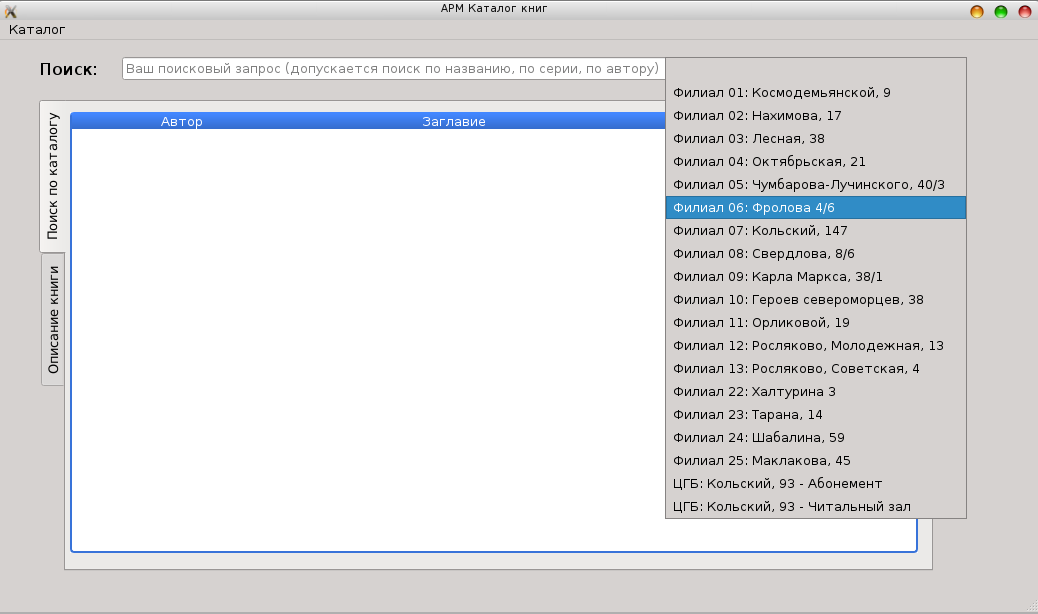 АРМ Каталог книг
Каталог
Поиск:
Ваш поисковый запрос (допускается поиск по названию, по серии, по автору)
Поиск по каталогу
Описание книги
Автор
Заглавие
Филиал 01: Космодемьянской, 9
Филиал 02: Нахимова, 17
Филиал 03: Лесная, 38
Филиал 04: Октябрьская, 21
Филиал 05: Чумбарова-Лучинского, 40/3
Филиал 06: Фролова 4/6
Филиал 07: Кольский, 147
Филиал 08: Свердлова, 8/6
Филиал 09: Карла Маркса, 38/1
Филиал 10: Героев североморцев, 38
Филиал 11: Орликовой, 19
Филиал 12: Росляково, Молодежная, 13
Филиал 13: Росляково, Советская, 4
Филиал 22: Халтурина 3
Филиал 23: Тарана, 14
Филиал 24: Шабалина, 59
Филиал 25: Маклакова, 45
ЦГБ: Кольский, 93 - Абонемент
ЦГБ: Кольский, 93 - Читальный зал